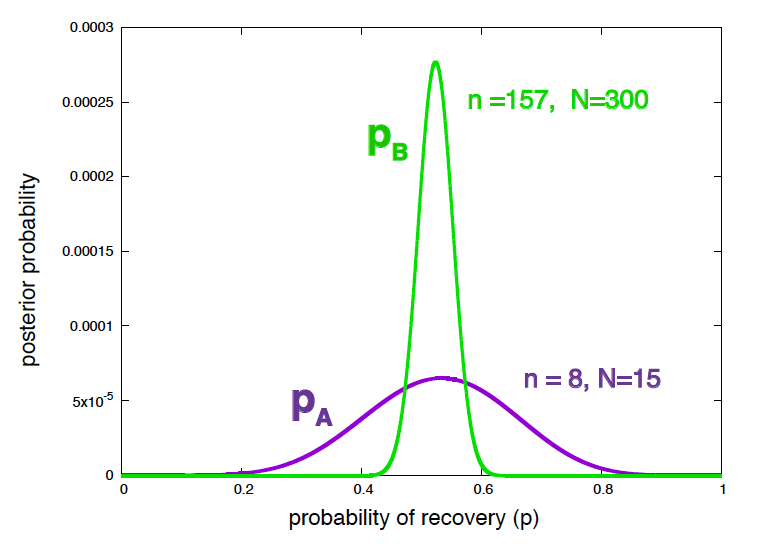 0.0003
0.00025
n =157, N=300
pB
0.0002
posterior probability
0.00015
0.0001
n = 8, N=15
5x10-5
pA
0
0 0.2 0.4 0.6 0.8 1
probability of recovery (p)